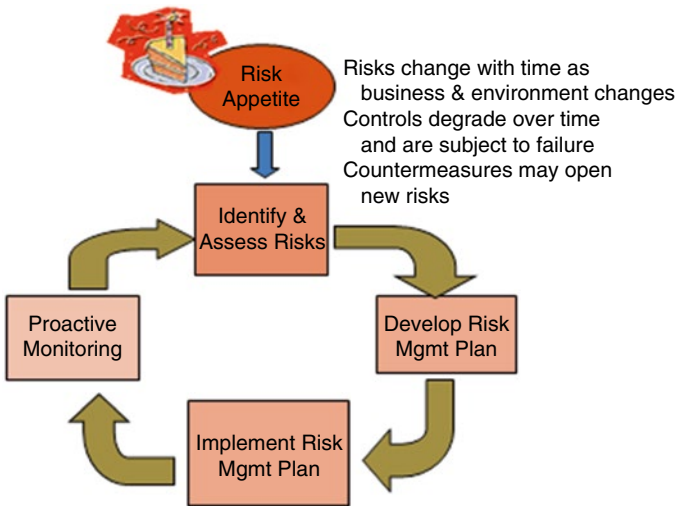 Risk
Appetite
Risks change with time as
business & environment changes
Controls degrade over time
and are subject to failure
Countermeasures may open
new risks
Identify &
Assess Risks
Develop Risk
Mgmt Plan
Implement Risk
Mgmt Plan
Proactive
Monitoring